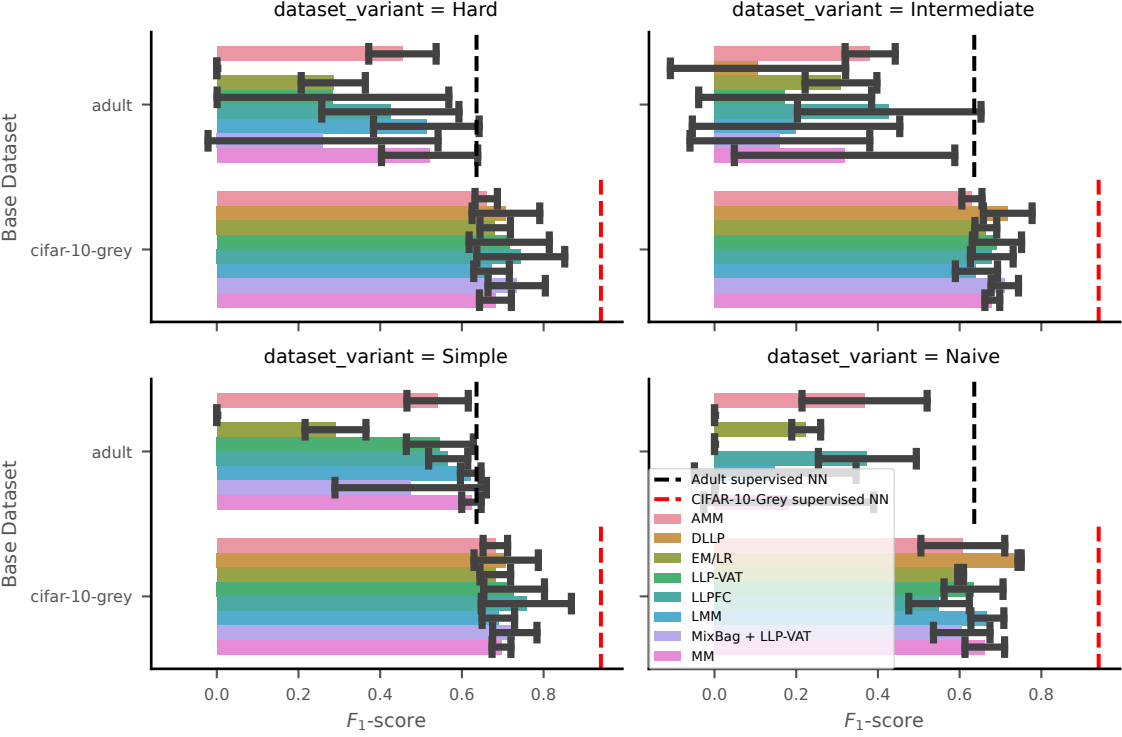 dataset_variant = Hard
dataset_variant = Intermediate
Base Dataset
adult
cifar-10-grey
dataset_variant = Simple
dataset_variant = Naive
Base Dataset
adult
cifar-10-grey
Adult supervised NN
CIFAR-10-Grey supervised NN
AMM
DLLP
EM/LR
LLP-VAT
LLPFC
LMM
MixBag + LLP-VAT
MM
0.0 0.2 0.4 0.6 0.8
0.0 0.2 0.4 0.6 0.8
F₁-score
F₁-score